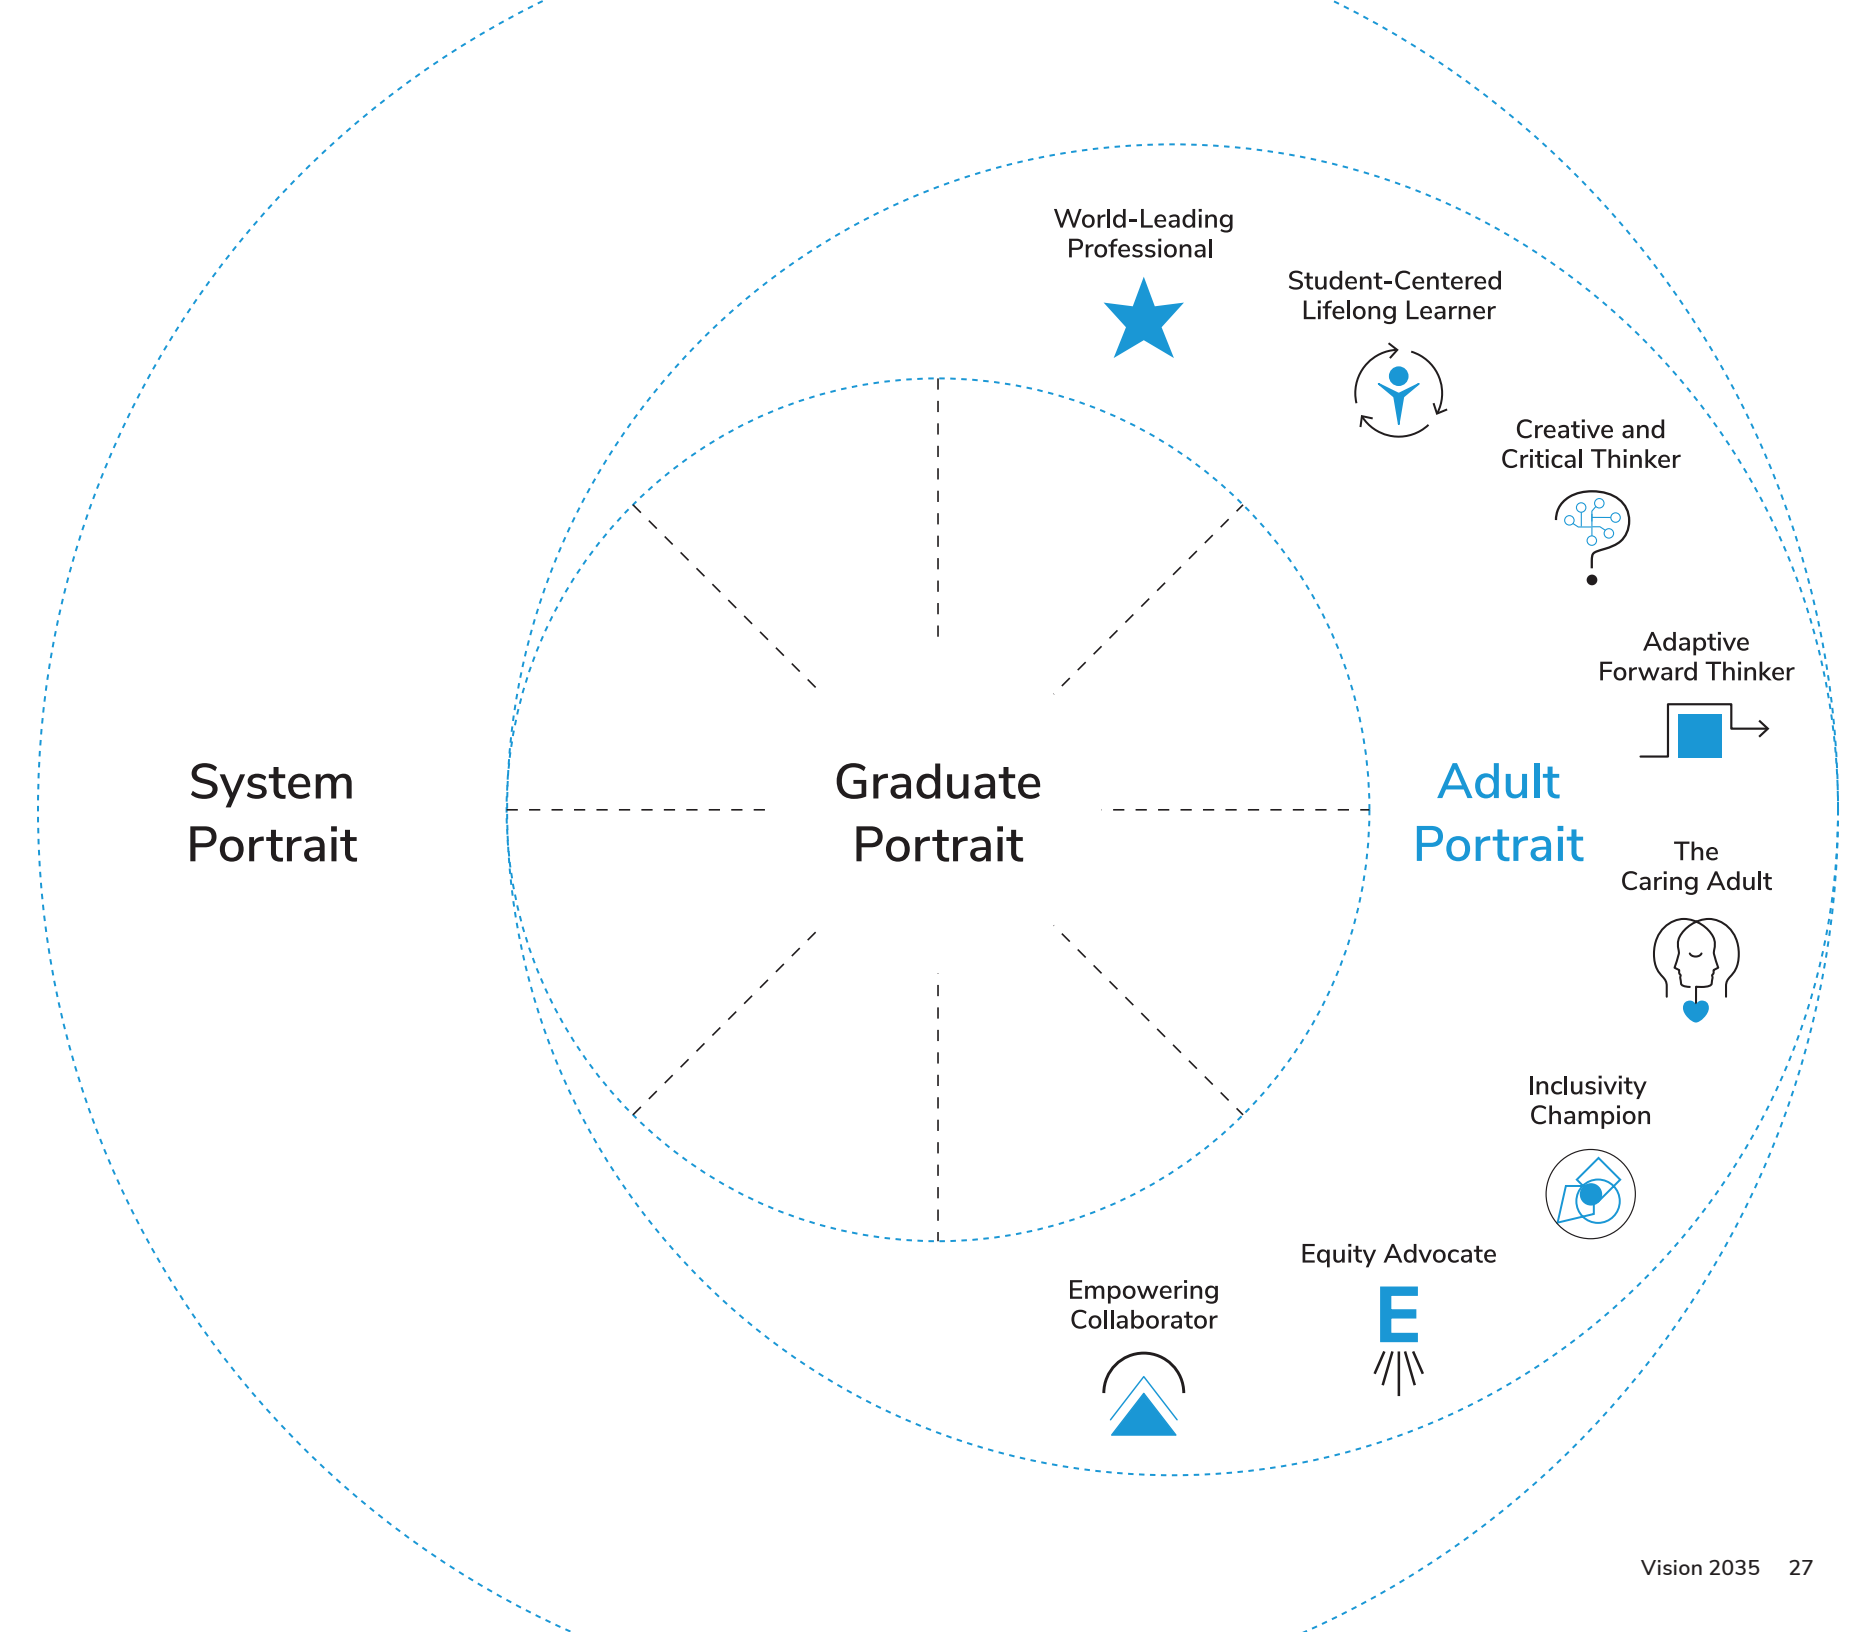 World-Leading
Professional
Student-Centered
Lifelong Learner
Creative and
Critical Thinker
Adaptive
Forward Thinker
System
Portrait
Graduate
Portrait
Adult
Portrait
The
Caring Adult
Inclusivity
Champion
Equity Advocate
E
Empowering
Collaborator
Vision 2035 27